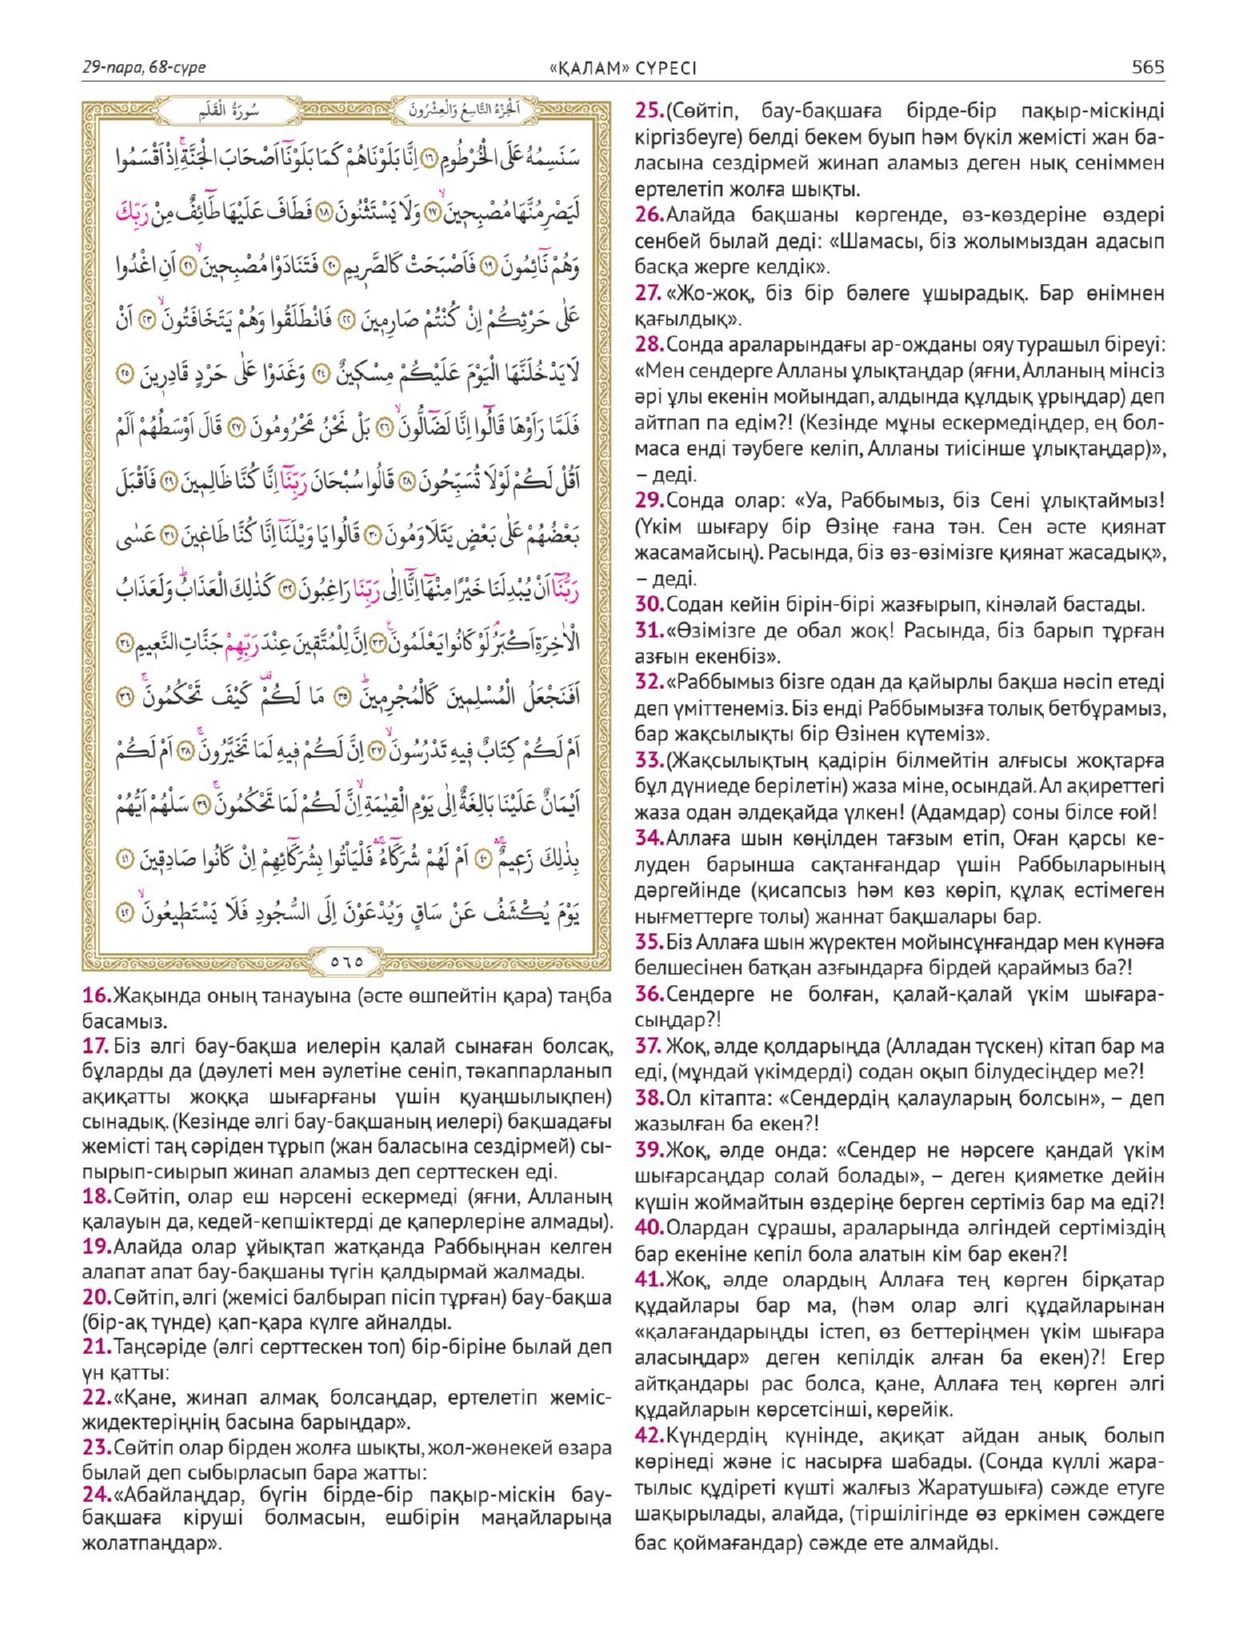 29-пара, 68-сүре
«ҚАЛАМ» СҮРЕСІ
565
سُورَةُ الْقَلَمِ
اَلْجُزْءُ التَّاسِعُ وَالْعِشْرُونَ
سَنَسِمُهُ عَلَى الْخُرْطُومِ ﴿١٦﴾ اِنَّا بَلَوْنَاهُمْ كَمَا بَلَوْنَٓا اَصْحَابَ الْجَنَّةِۚ اِذْ اَقْسَمُوا
لَيَصْرِمُنَّهَا مُصْبِحِينَۙ ﴿١٧﴾ وَلَا يَسْتَثْنُونَ ﴿١٨﴾ فَطَافَ عَلَيْهَا طَٓائِفٌ مِنْ رَبِّكَ
وَهُمْ نَٓائِمُونَ ﴿١٩﴾ فَاَصْبَحَتْ كَالصَّرِيمِ ﴿٢٠﴾ فَتَنَادَوْا مُصْبِحِينَۙ ﴿٢١﴾ اَنِ اغْدُوا
عَلٰى حَرْثِكُمْ اِنْ كُنْتُمْ صَارِمِينَ ﴿٢٢﴾ فَانْطَلَقُوا وَهُمْ يَتَخَافَتُونَۙ ﴿٢٣﴾ اَنْ
لَا يَدْخُلَنَّهَا الْيَوْمَ عَلَيْكُمْ مِسْكِينٌ ﴿٢٤﴾ وَغَدَوْا عَلٰى حَرْدٍ قَادِرِينَ ﴿٢٥﴾
فَلَمَّا رَاَوْهَا قَالُٓوا اِنَّا لَضَٓالُّونَۙ ﴿٢٦﴾ بَلْ نَحْنُ مَحْرُومُونَ ﴿٢٧﴾ قَالَ اَوْسَطُهُمْ اَلَمْ
اَقُلْ لَكُمْ لَوْلَا تُسَبِّحُونَ ﴿٢٨﴾ قَالُوا سُبْحَانَ رَبِّنَٓا اِنَّا كُنَّا ظَالِمِينَ ﴿٢٩﴾ فَاَقْبَلَ
بَعْضُهُمْ عَلٰى بَعْضٍ يَتَلَاوَمُونَ ﴿٣٠﴾ قَالُوا يَا وَيْلَنَٓا اِنَّا كُنَّا طَاغِينَ ﴿٣١﴾ عَسٰى
رَبُّنَٓا اَنْ يُبْدِلَنَا خَيْرًا مِنْهَٓا اِنَّٓا اِلٰى رَبِّنَا رَاغِبُونَ ﴿٣٢﴾ كَذٰلِكَ الْعَذَابُۜ وَلَعَذَابُ
الْاٰخِرَةِ اَكْبَرُۢ لَوْ كَانُوا يَعْلَمُونَ۟ ﴿٣٣﴾ اِنَّ لِلْمُتَّقِينَ عِنْدَ رَبِّهِمْ جَنَّاتِ النَّعِيمِ ﴿٣٤﴾
اَفَنَجْعَلُ الْمُسْلِمِينَ كَالْمُجْرِمِينَۜ ﴿٣٥﴾ مَا لَكُمْ۠ كَيْفَ تَحْكُمُونَۚ ﴿٣٦﴾
اَمْ لَكُمْ كِتَابٌ فِيهِ تَدْرُسُونَۙ ﴿٣٧﴾ اِنَّ لَكُمْ فِيهِ لَمَا تَخَيَّرُونَۚ ﴿٣٨﴾ اَمْ لَكُمْ
اَيْمَانٌ عَلَيْنَا بَالِغَةٌ اِلٰى يَوْمِ الْقِيٰمَةِۙ اِنَّ لَكُمْ لَمَا تَحْكُمُونَۚ ﴿٣٩﴾ سَلْهُمْ اَيُّهُمْ
بِذٰلِكَ زَعِيمٌۚۛ ﴿٤٠﴾ اَمْ لَهُمْ شُرَكَٓاءُۚۛ فَلْيَأْتُوا بِشُرَكَٓائِهِمْ اِنْ كَانُوا صَادِقِينَ ﴿٤١﴾
يَوْمَ يُكْشَفُ عَنْ سَاقٍ وَيُدْعَوْنَ اِلَى السُّجُودِ فَلَا يَسْتَطِيعُونَۙ ﴿٤٢﴾
٥٦٥
16.Жақында оның танауына (әсте өшпейтін қара) таңба
басамыз.
17. Біз әлгі бау-бақша иелерін қалай сынаған болсақ,
бұларды да (дәулеті мен әулетіне сеніп, тәкаппарланып
ақиқатты жоққа шығарғаны үшін қуаңшылықпен)
сынадық. (Кезінде әлгі бау-бақшаның иелері) бақшадағы
жемісті таң сәріден тұрып (жан баласына сездірмей) сы-
пырып-сиырып жинап аламыз деп серттескен еді.
18. Сөйтіп, олар еш нәрсені ескермеді (яғни, Алланың
қалауын да, кедей-кепшіктерді де қаперлеріне алмады).
19.Алайда олар ұйықтап жатқанда Раббыңнан келген
алапат апат бау-бақшаны түгін қалдырмай жалмады.
20.Сөйтіп, әлгі (жемісі балбырап пісіп тұрған) бау-бақша
(бір-ақ түнде) қап-қара күлге айналды.
21.Таңсәріде (әлгі серттескен топ) бір-біріне былай деп
үн қатты:
22.«Қане, жинап алмақ болсаңдар, ертелетіп жеміс-
жидектеріңнің басына барыңдар».
23.Сөйтіп олар бірден жолға шықты, жол-жөнекей өзара
былай деп сыбырласып бара жатты:
24.«Абайлаңдар, бүгін бірде-бір пақыр-міскін бау-
бақшаға кіруші болмасын, ешбірін маңайларыңа
жолатпаңдар».
25.(Сөйтіп, бау-бақшаға бірде-бір пақыр-міскінді
кіргізбеуге) белді бекем буып һәм бүкіл жемісті жан ба-
ласына сездірмей жинап аламыз деген нық сеніммен
ертелетіп жолға шықты.
26.Алайда бақшаны көргенде, өз-көздеріне өздері
сенбей былай деді: «Шамасы, біз жолымыздан адасып
басқа жерге келдік».
27. «Жо-жоқ, біз бір бәлеге ұшырадық. Бар өнімнен
қағылдық».
28.Сонда араларындағы ар-ожданы ояу турашыл біреуі:
«Мен сендерге Алланы ұлықтаңдар (яғни, Алланың мінсіз
әрі ұлы екенін мойындап, алдында құлдық ұрыңдар) деп
айтпап па едім?! (Кезінде мұны ескермедіңдер, ең бол-
маса енді тәубеге келіп, Алланы тиісінше ұлықтаңдар)»,
– деді.
29.Сонда олар: «Уа, Раббымыз, біз Сені ұлықтаймыз!
(Үкім шығару бір Өзіңе ғана тән. Сен әсте қиянат
жасамайсың). Расында, біз өз-өзімізге қиянат жасадық»,
– деді.
30.Содан кейін бірін-бірі жазғырып, кінәлай бастады.
31.«Өзімізге де обал жоқ! Расында, біз барып тұрған
азғын екенбіз».
32.«Раббымыз бізге одан да қайырлы бақша нәсіп етеді
деп үміттенеміз. Біз енді Раббымызға толық бетбұрамыз,
бар жақсылықты бір Өзінен күтеміз».
33.(Жақсылықтың қадірін білмейтін алғысы жоқтарға
бұл дүниеде берілетін) жаза міне, осындай. Ал ақиреттегі
жаза одан әлдеқайда үлкен! (Адамдар) соны білсе ғой!
34.Аллаға шын көңілден тағзым етіп, Оған қарсы ке-
луден барынша сақтанғандар үшін Раббыларының
дәргейінде (қисапсыз һәм көз көріп, құлақ естімеген
нығметтерге толы) жаннат бақшалары бар.
35.Біз Аллаға шын жүректен мойынсұнғандар мен күнәға
белшесінен батқан азғындарға бірдей қараймыз ба?!
36.Сендерге не болған, қалай-қалай үкім шығара-
сыңдар?!
37. Жоқ, әлде қолдарыңда (Алладан түскен) кітап бар ма
еді, (мұндай үкімдерді) содан оқып білудесіңдер ме?!
38.Ол кітапта: «Сендердің қалауларың болсын», – деп
жазылған ба екен?!
39.Жоқ, әлде онда: «Сендер не нәрсеге қандай үкім
шығарсаңдар солай болады», – деген қияметке дейін
күшін жоймайтын өздеріңе берген сертіміз бар ма еді?!
40.Олардан сұрашы, араларында әлгіндей сертіміздің
бар екеніне кепіл бола алатын кім бар екен?!
41.Жоқ, әлде олардың Аллаға тең көрген бірқатар
құдайлары бар ма, (һәм олар әлгі құдайларынан
«қалағандарыңды істеп, өз беттеріңмен үкім шығара
аласыңдар» деген кепілдік алған ба екен)?! Егер
айтқандары рас болса, қане, Аллаға тең көрген әлгі
құдайларын көрсетсінші, көрейік.
42.Күндердің күнінде, ақиқат айдан анық болып
көрінеді және іс насырға шабады. (Сонда күллі жара-
тылыс құдіреті күшті жалғыз Жаратушыға) сәжде етуге
шақырылады, алайда, (тіршілігінде өз еркімен сәждеге
бас қоймағандар) сәжде ете алмайды.